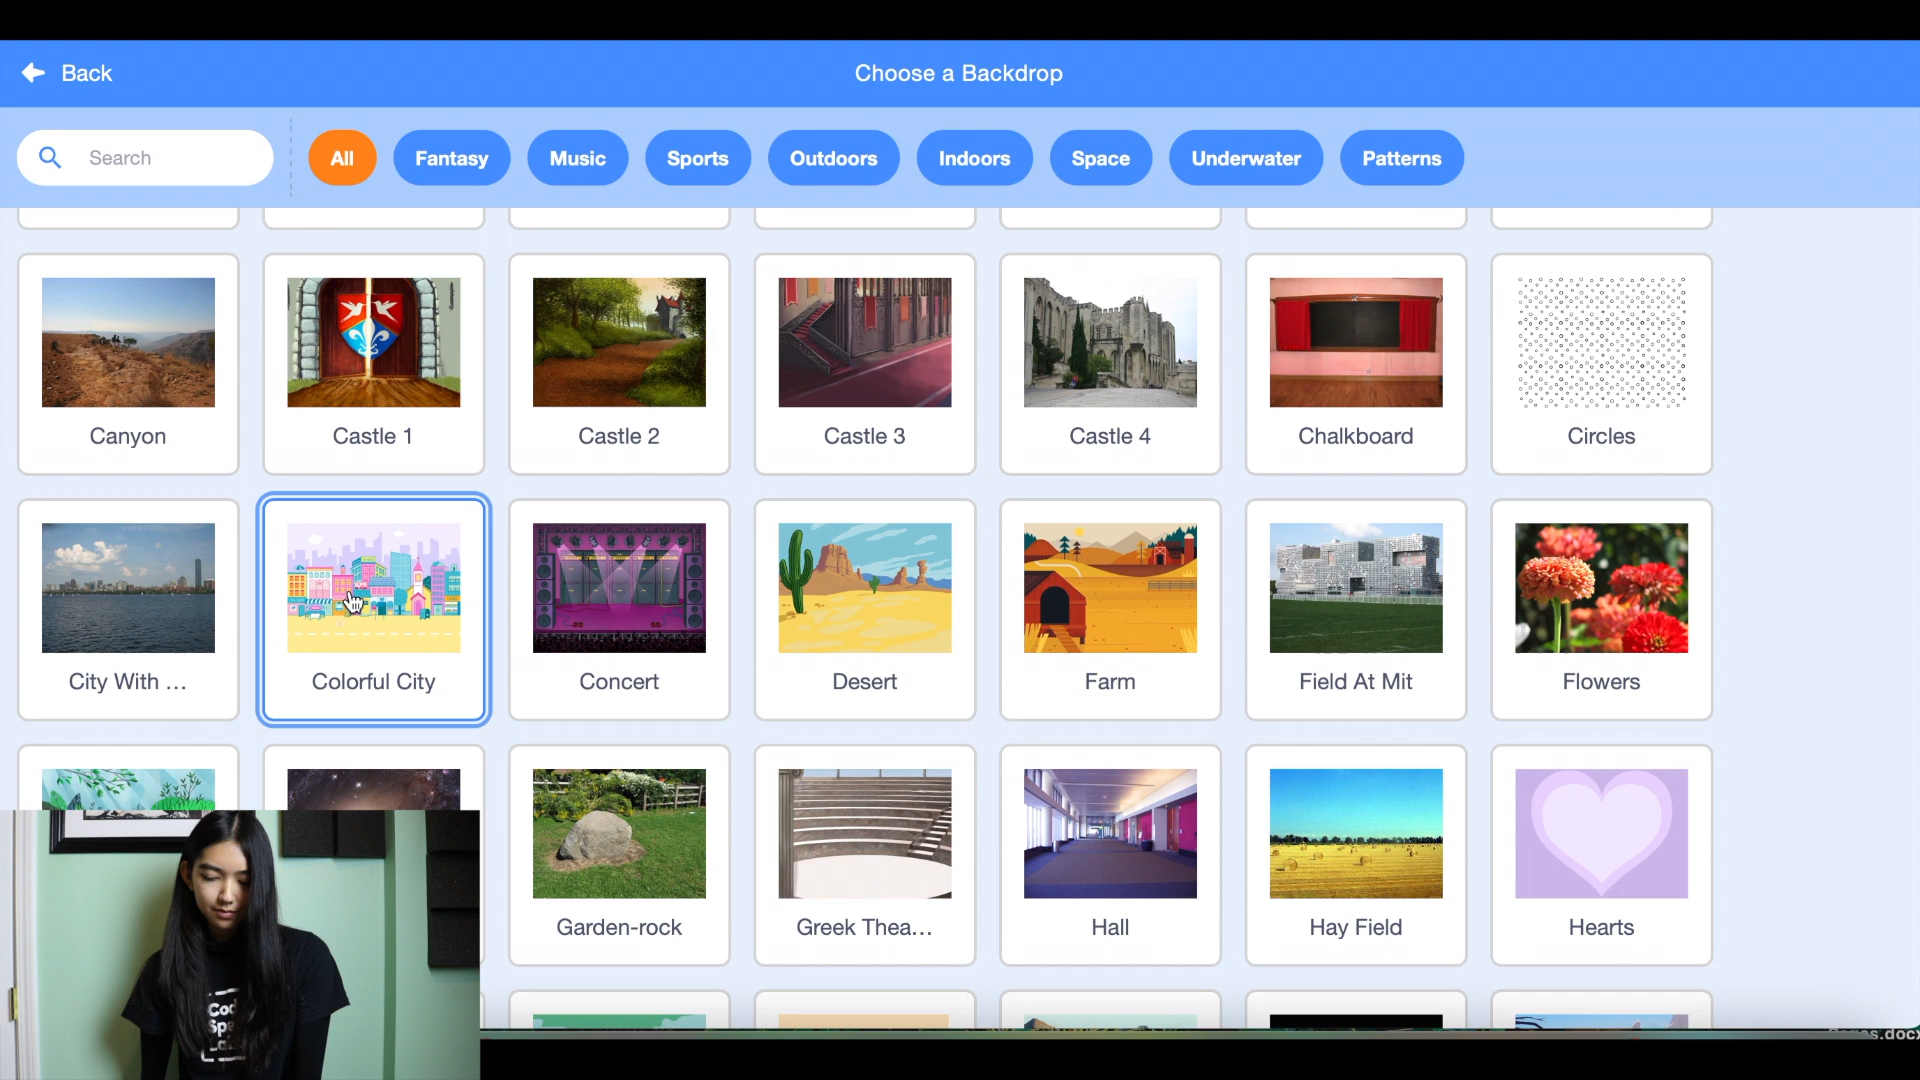 Back
Choose a Backdrop
Search
All
Fantasy
Music
Sports
Outdoors
Indoors
Space
Underwater
Patterns
Canyon
Castle 1
Castle 2
Castle 3
Castle 4
Chalkboard
Circles
City With ...
Colorful City
Concert
Desert
Farm
Field At Mit
Flowers
Garden-rock
Greek Thea...
Hall
Hay Field
Hearts